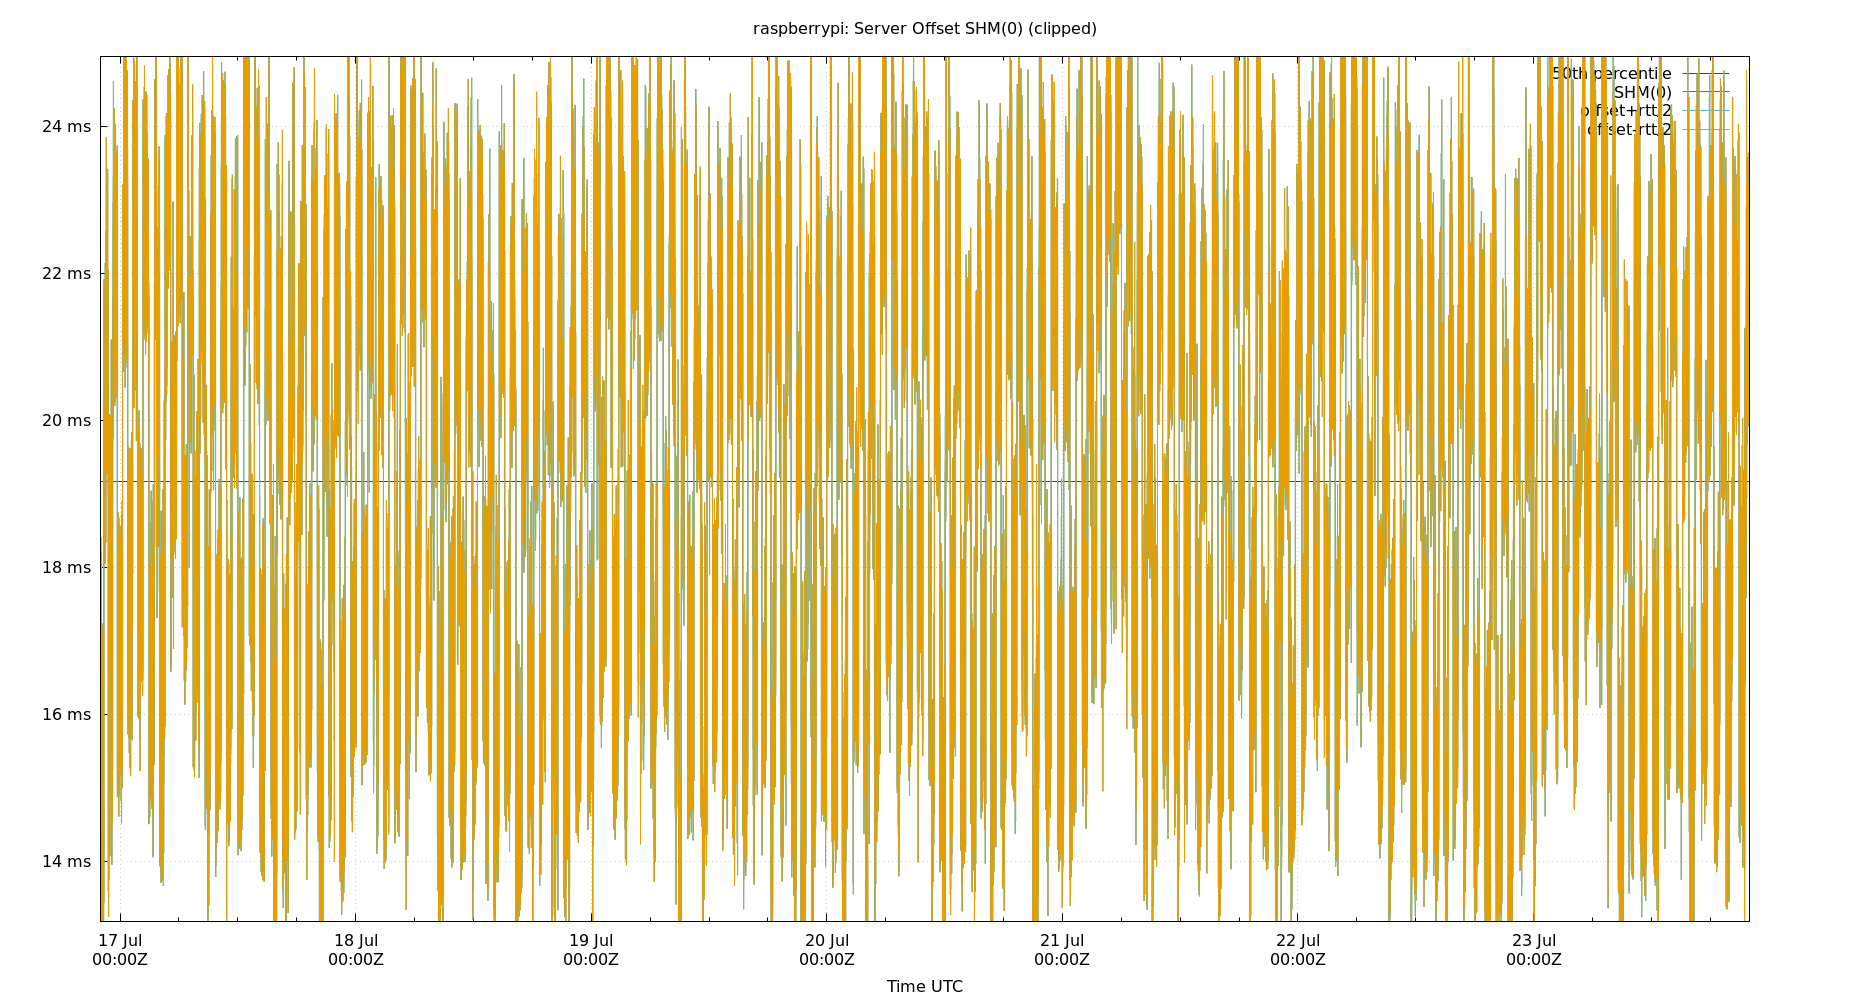 raspberrypi: Server Offset SHM(0) (clipped)
50th percentile
SHM(0)
offset+rtt/2
offset-rtt/2
24 ms
22 ms
20 ms
18 ms
16 ms
14 ms
17 Jul 18 Jul 19 Jul 20 Jul 21 Jul 22 Jul 23 Jul
00:00Z 00:00Z 00:00Z 00:00Z 00:00Z 00:00Z 00:00Z
Time UTC